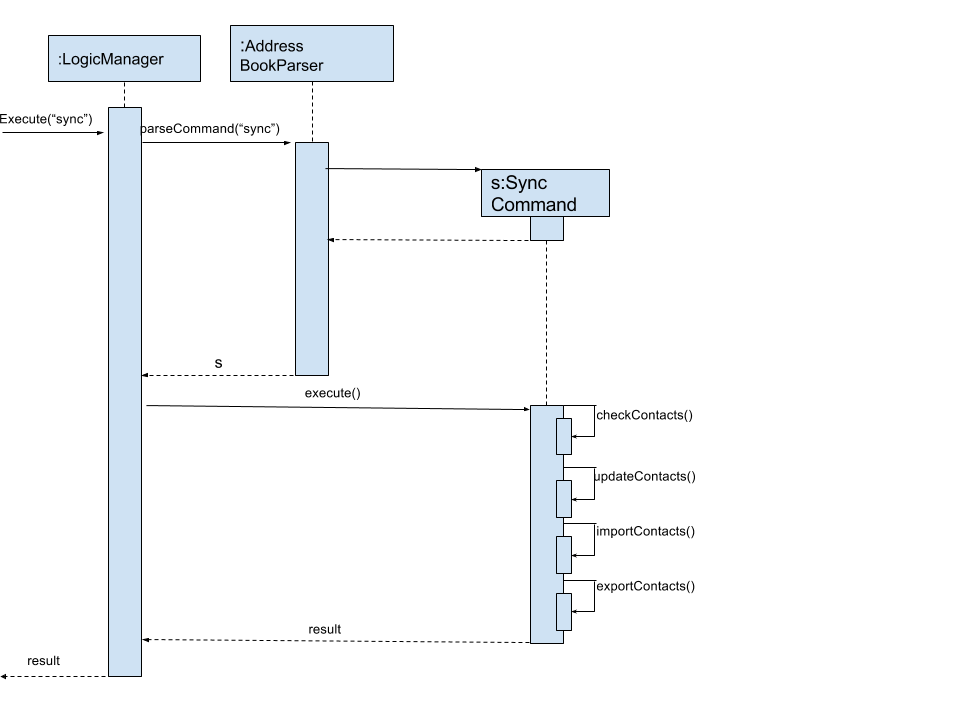 :Address
BookParser
:LogicManager
Execute(“sync”)
parseCommand(“sync”)
s:Sync
Command
s
execute()
checkContacts()
updateContacts()
importContacts()
exportContacts()
result
result